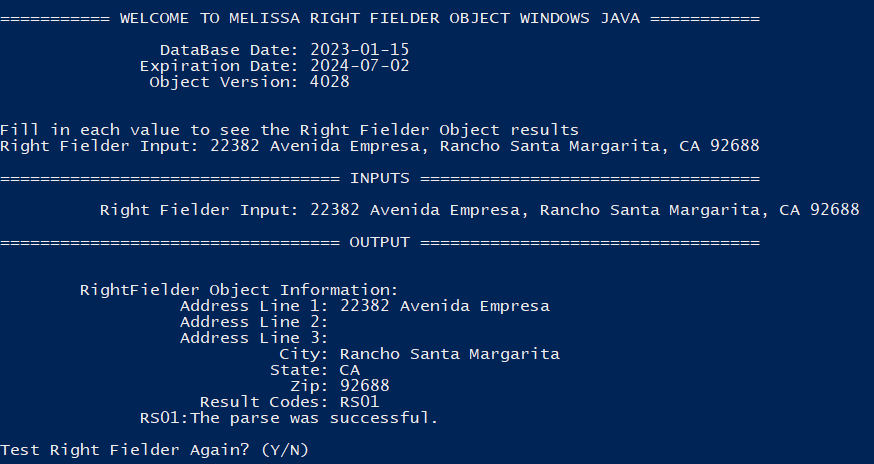 =========== WELCOME TO MELISSA RIGHT FIELDER OBJECT WINDOWS JAVA ===========
DataBase Date: 2023-01-15
Expiration Date: 2024-07-02
Object Version: 4028
Fill in each value to see the Right Fielder Object results
Right Fielder Input: 22382 Avenida Empresa, Rancho Santa Margarita, CA 92688
================================== INPUTS ==================================
Right Fielder Input: 22382 Avenida Empresa, Rancho Santa Margarita, CA 92688
================================== OUTPUT ==================================
RightFielder Object Information:
Address Line 1: 22382 Avenida Empresa
Address Line 2:
Address Line 3:
City: Rancho Santa Margarita
State: CA
Zip: 92688
Result Codes: RS01
RS01:The parse was successful.
Test Right Fielder Again? (Y/N)